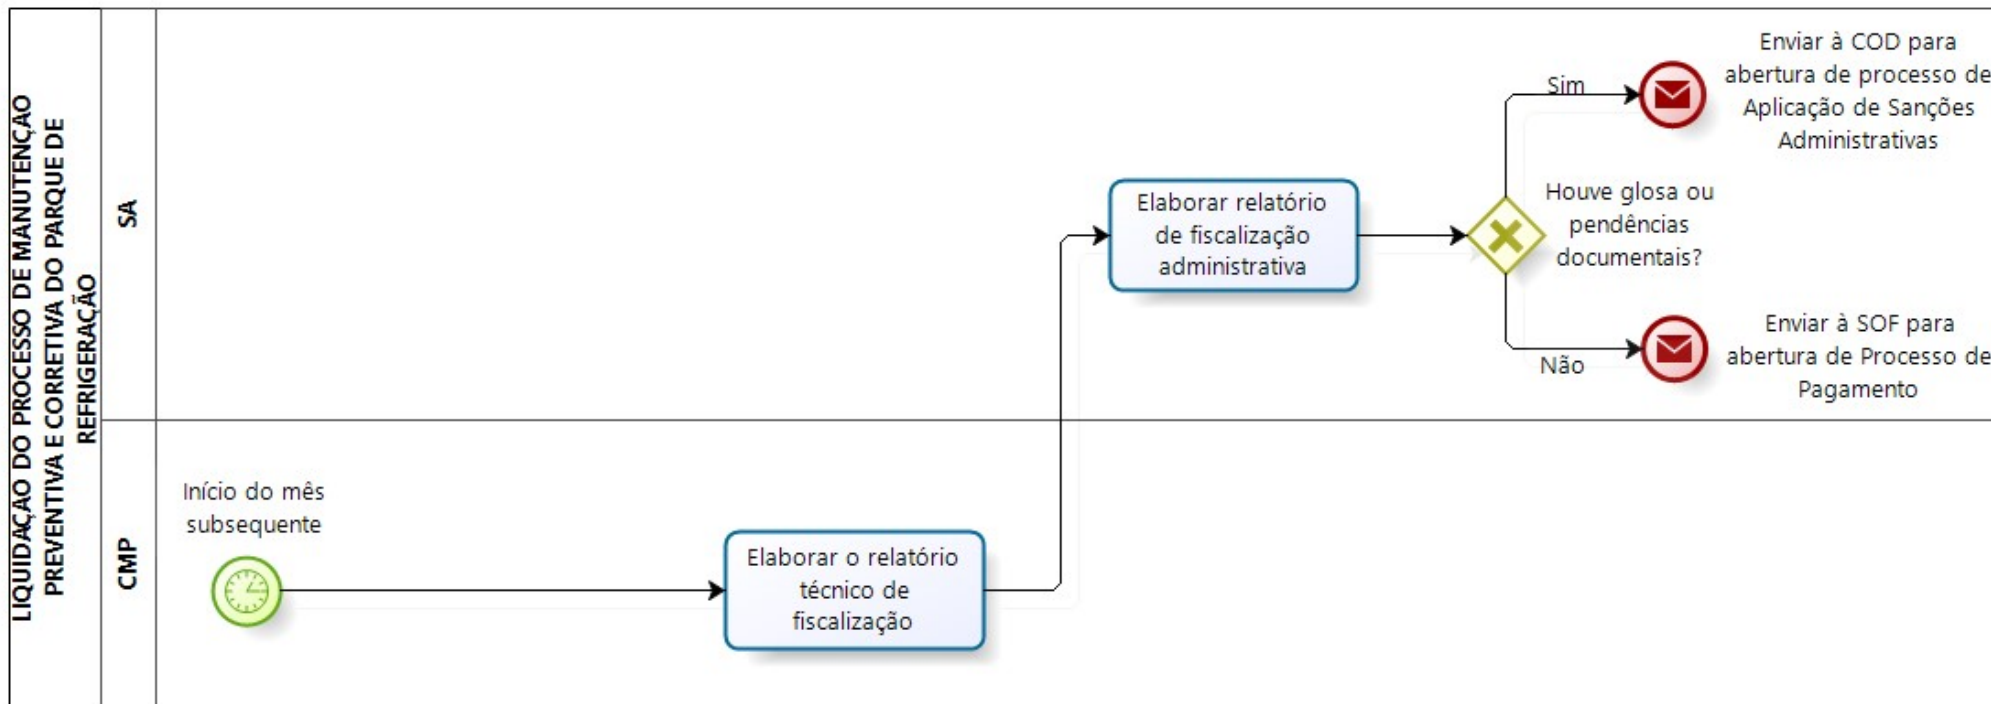 LIQUIDAÇAO DO PROCESSO DE MANUTENÇAO
PREVENTIVA E CORRETIVA DO PARQUE DE
REFRIGERAÇÃO
SA
Elaborar relatório
de fiscalização
administrativa
Sim
Enviar à COD para
abertura de processo de
Aplicação de Sanções
Administrativas
Houve glosa ou
pendências
documentais?
Não
Enviar à SOF para
abertura de Processo de
Pagamento
CMP
Início do mês
subsequente
Elaborar o relatório
técnico de
fiscalização